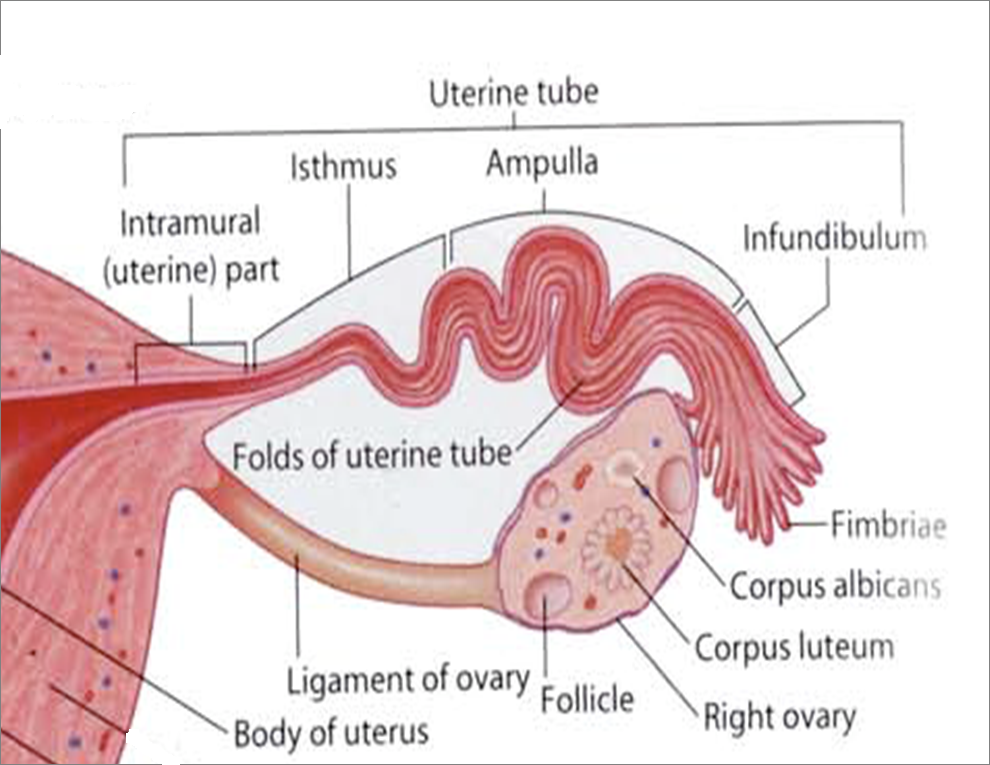 Uterine tube
Isthmus
Ampulla
Intramural
(uterine) part
Infundibulum
Folds of uterine tube
Fimbriae
Corpus albicans
Corpus luteum
Ligament of ovary
Follicle
Right ovary
Body of uterus